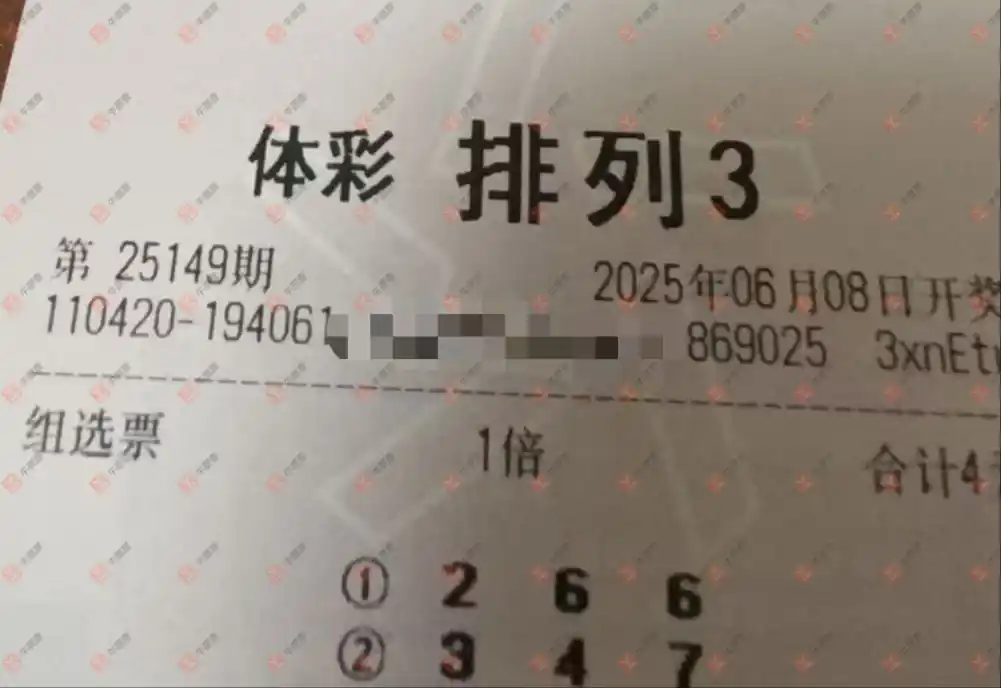 体彩 排列3
第 25149期 2025年06月08日开奖
110420-194061 869025 3xnEt
组选票 1倍 合计4
① 2 6 6
② 3 4 7